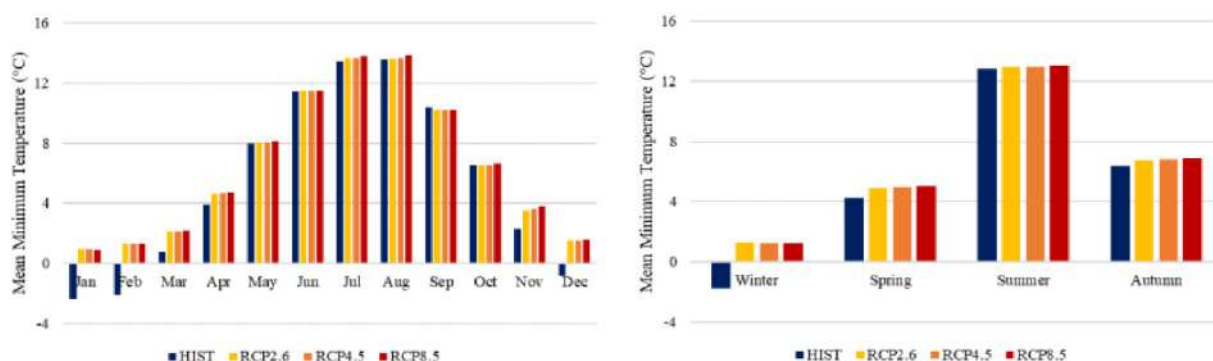 Mean Minimum Temperature (°C)
16
12
8
4
0
-4
Jan Feb Mar Apr May Jun Jul Aug Sep Oct Nov Dec
HIST RCP2.6 RCP4.5 RCP8.5
Mean Minimum Temperature (°C)
16
12
8
4
0
-4
Winter Spring Summer Autumn
HIST RCP2.6 RCP4.5 RCP8.5